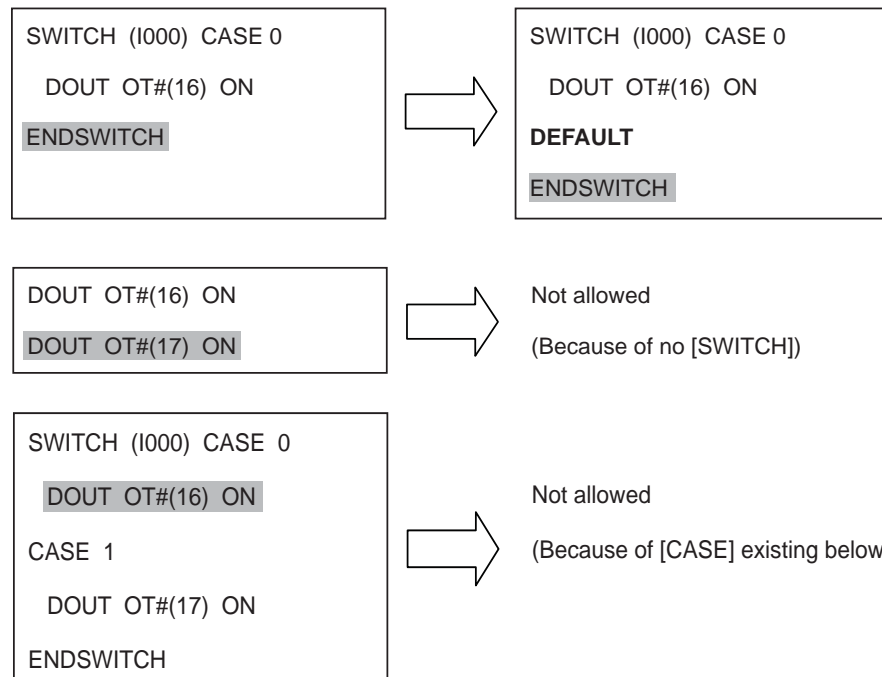 SWITCH (I000) CASE 0
DOUT OT#(16) ON
ENDSWITCH
SWITCH (I000) CASE 0
DOUT OT#(16) ON
DEFAULT
ENDSWITCH
DOUT OT#(16) ON
DOUT OT#(17) ON
Not allowed
(Because of no [SWITCH])
SWITCH (I000) CASE 0
DOUT OT#(16) ON
CASE 1
DOUT OT#(17) ON
ENDSWITCH
Not allowed
(Because of [CASE] existing below